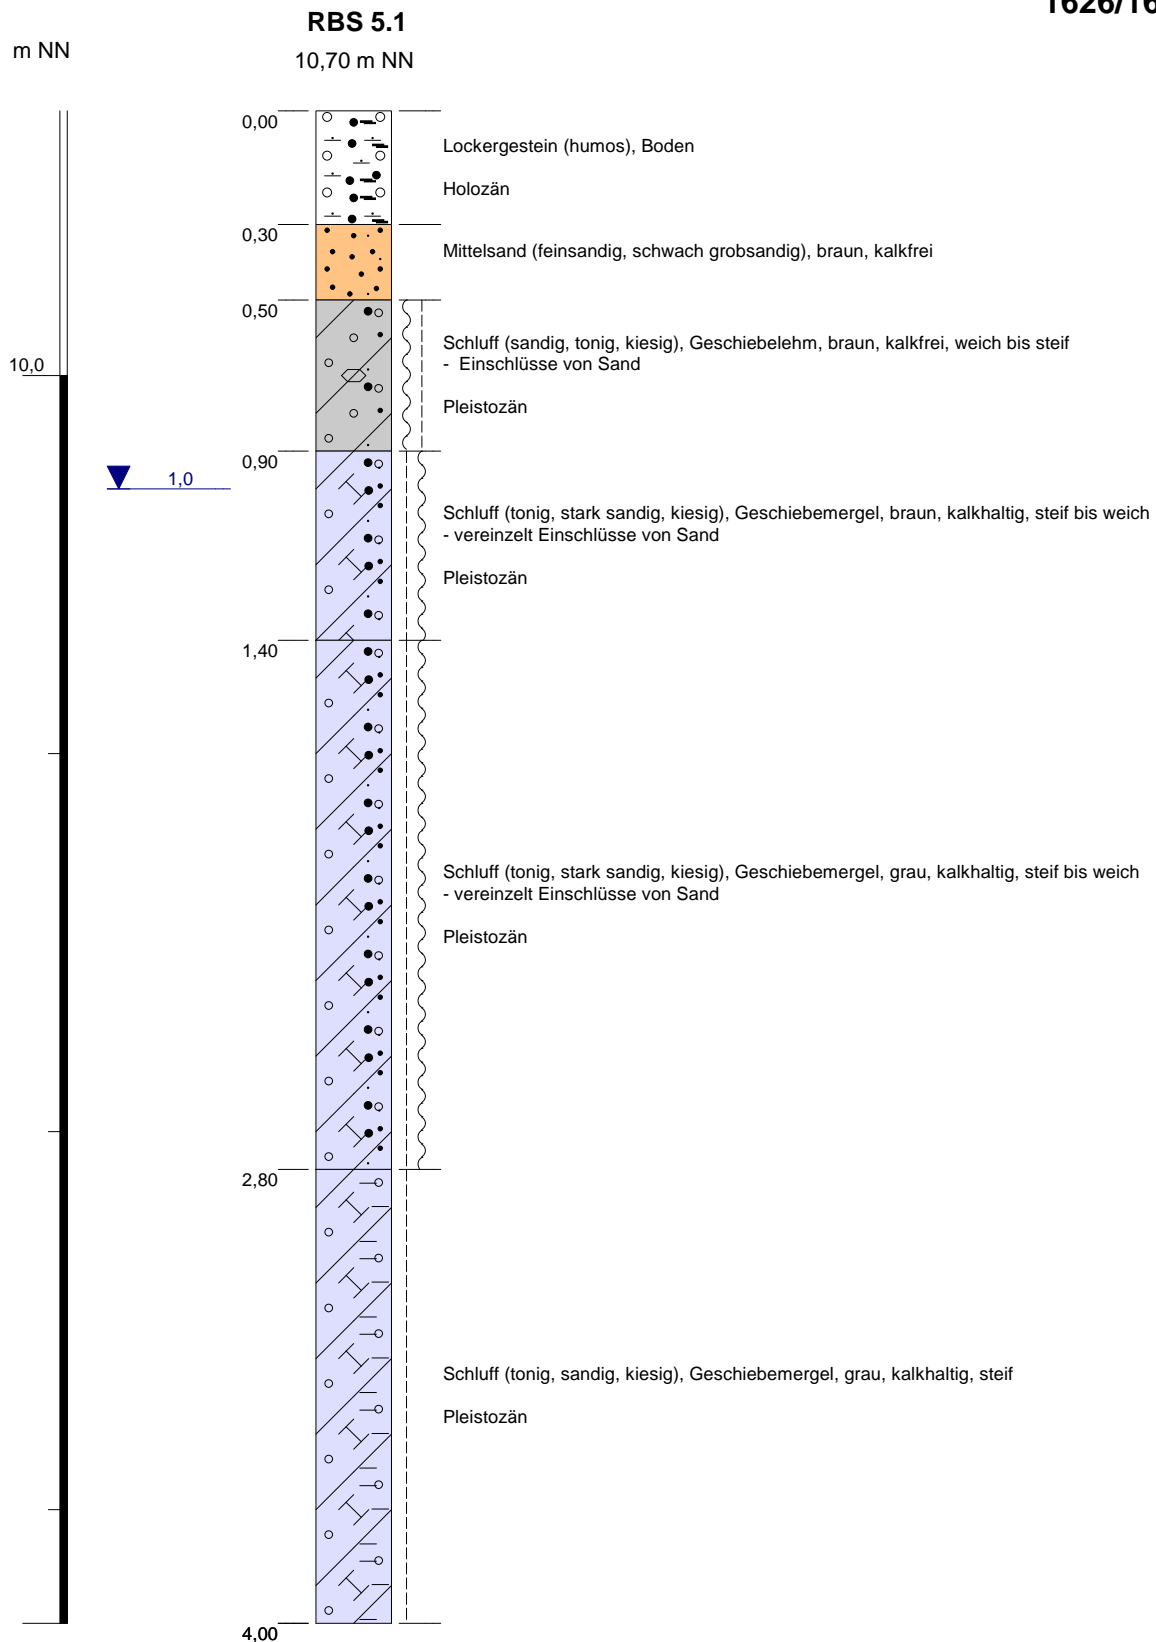 1626/16
RBS 5.1
m NN
10,70 m NN
0,00
Lockergestein (humos), Boden
Holozän
0,30
Mittelsand (feinsandig, schwach grobsandig), braun, kalkfrei
0,50
Schluff (sandig, tonig, kiesig), Geschiebelehm, braun, kalkfrei, weich bis steif
- Einschlüsse von Sand
10,0
Pleistozän
0,90
1,0
Schluff (tonig, stark sandig, kiesig), Geschiebemergel, braun, kalkhaltig, steif bis weich
- vereinzelt Einschlüsse von Sand
Pleistozän
1,40
Schluff (tonig, stark sandig, kiesig), Geschiebemergel, grau, kalkhaltig, steif bis weich
- vereinzelt Einschlüsse von Sand
Pleistozän
2,80
Schluff (tonig, sandig, kiesig), Geschiebemergel, grau, kalkhaltig, steif
Pleistozän
4,00